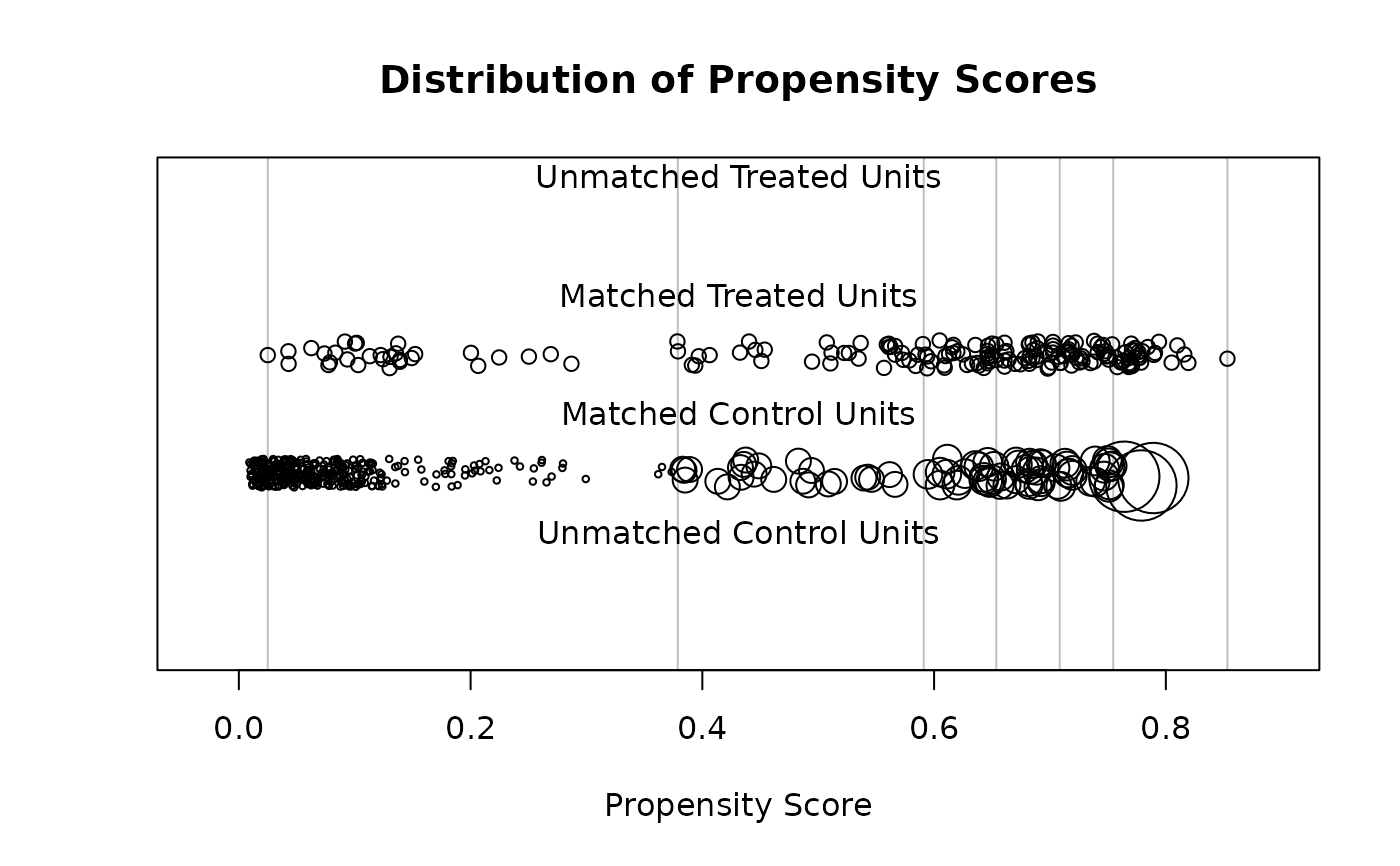 Distribution of Propensity Scores
Unmatched Treated Units
Matched Treated Units
Matched Control Units
Unmatched Control Units
0.0 0.2 0.4 0.6 0.8
Propensity Score